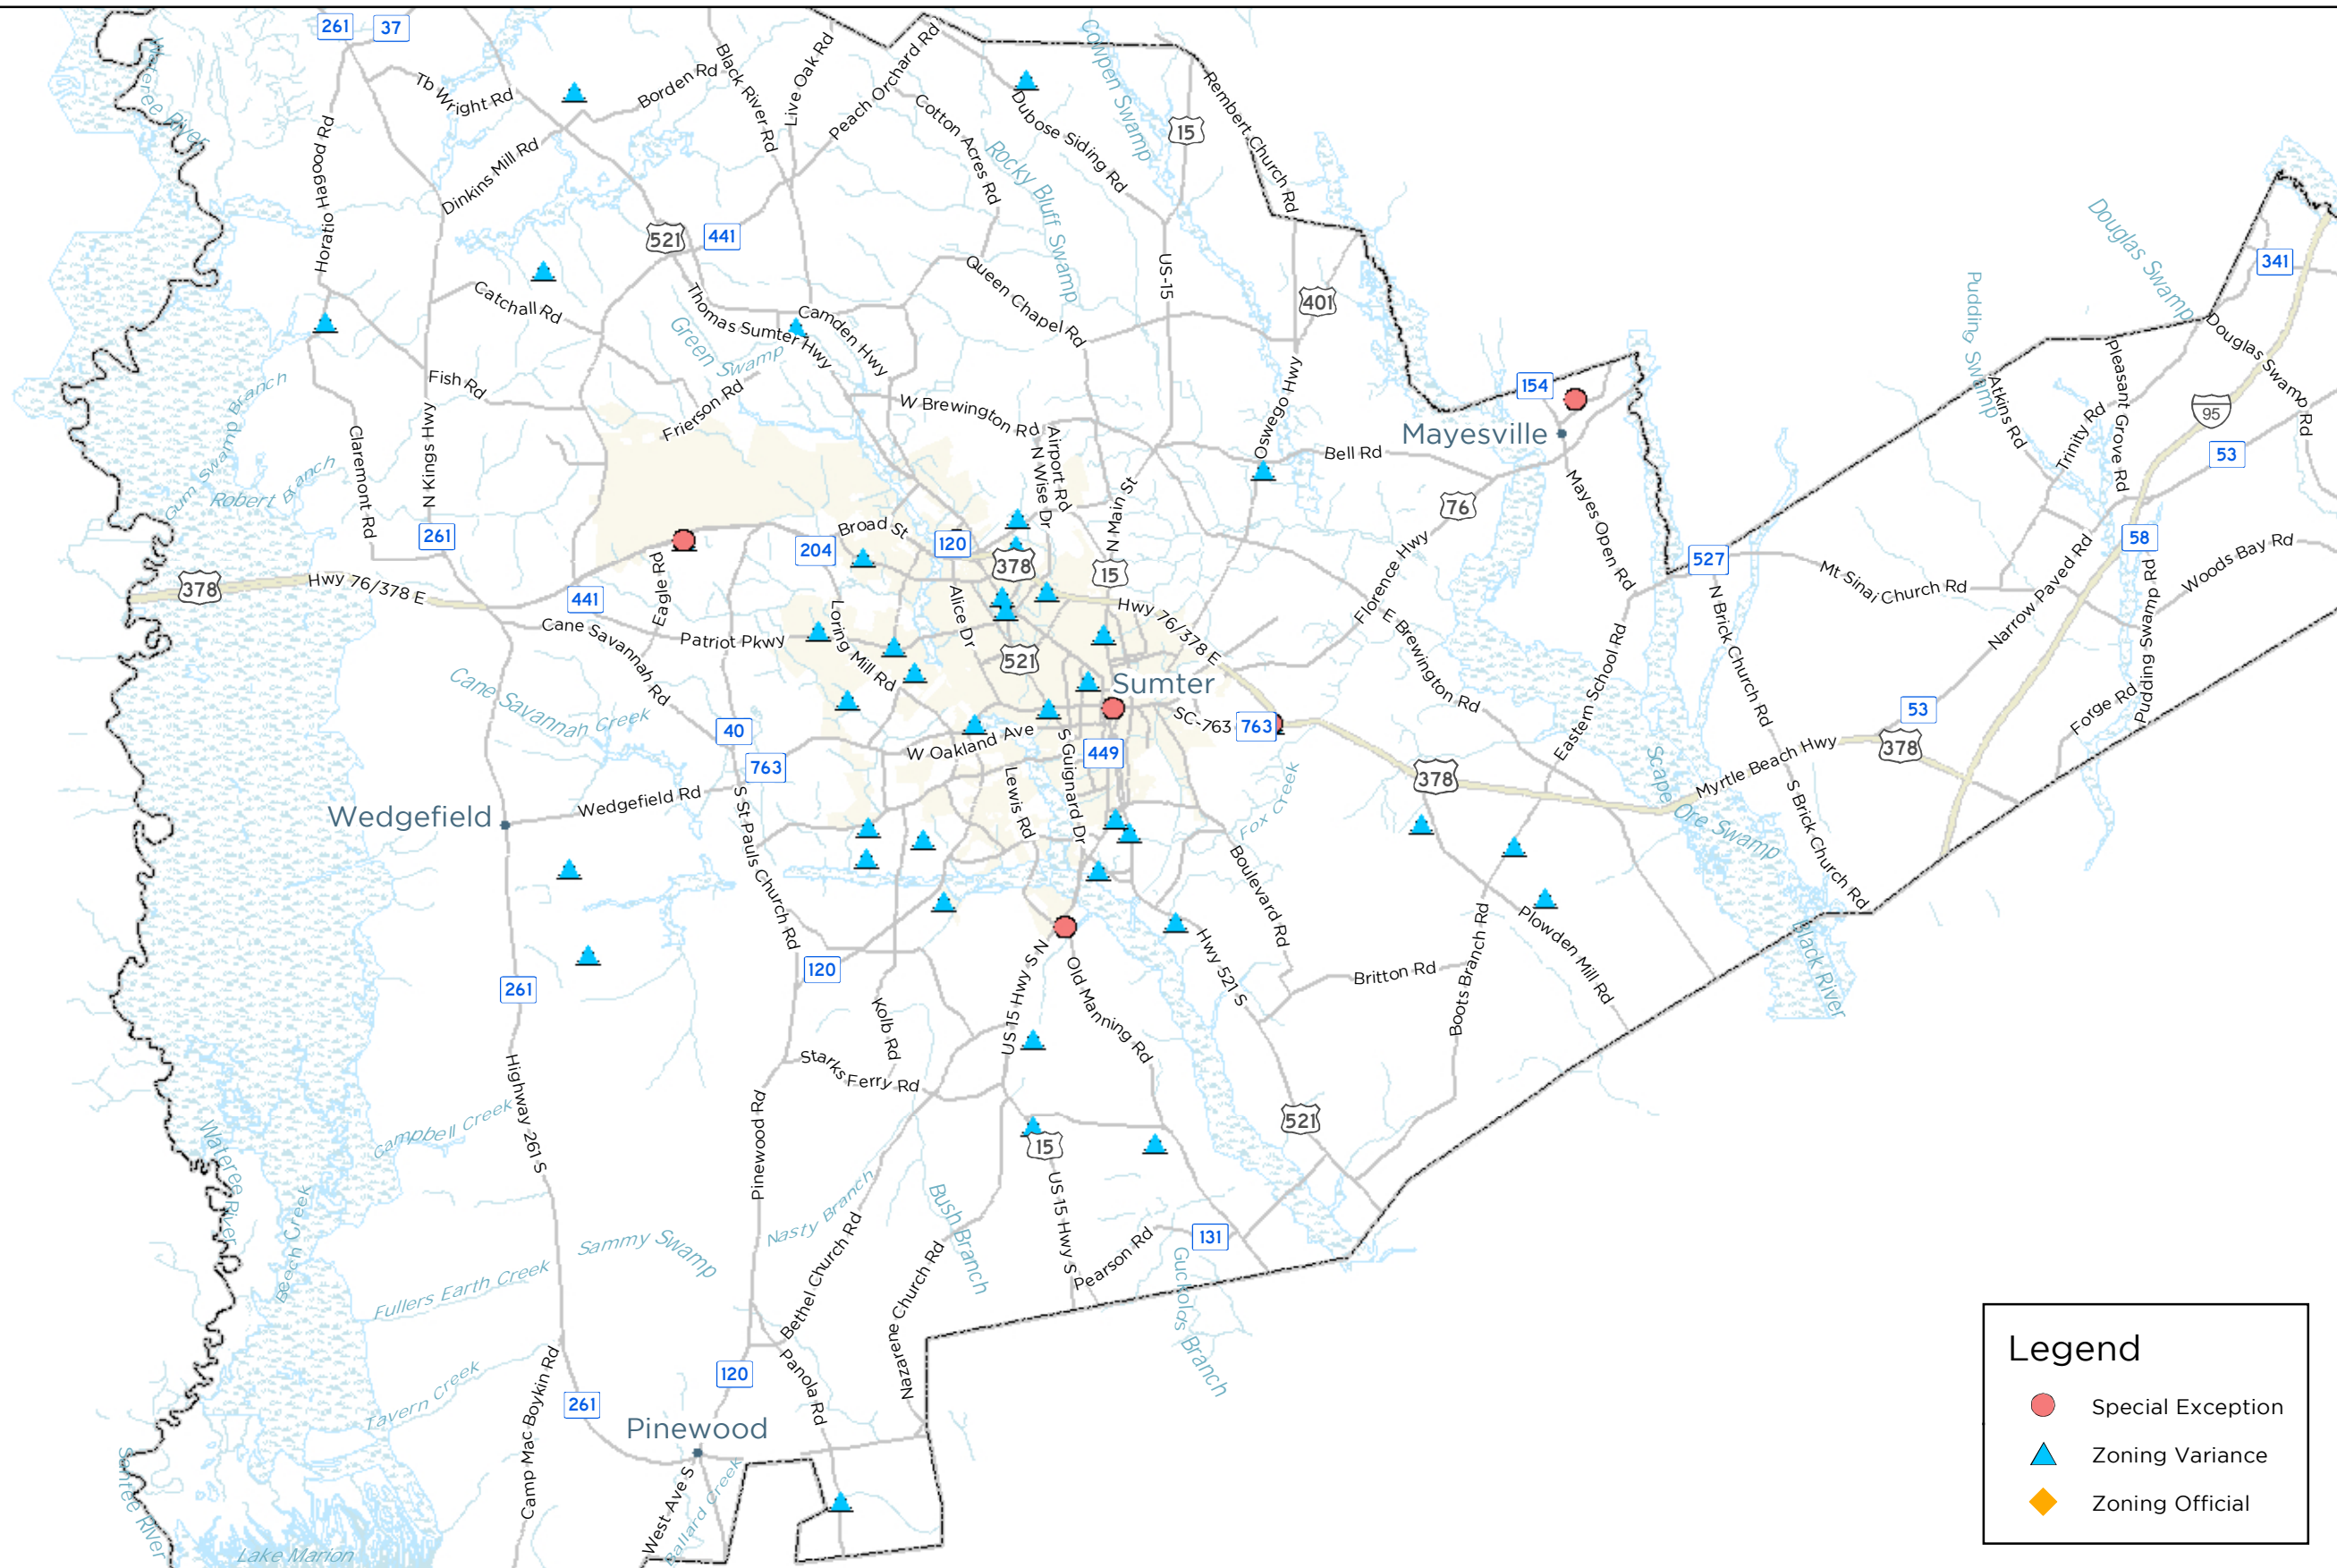 261
37
Wateree River
Tb Wright Rd
Borden Rd
Black River Rd
Live Oak Rd
Peach Orchard Rd
Cowpen Swamp
Rembert Church Rd
15
Dubose Siding Rd
Cotton Acres Rd
Rocky Bluff Swamp
Horatio Hagood Rd
Dinkins Mill Rd
521
441
Queen Chapel Rd
US-15
401
Douglas Swamp
341
Pudding Swamp
Catchall Rd
Thomas Sumter Hwy
Camden Hwy
Green Swamp
Douglas Swamp Rd
Pleasant Grove Rd
Atkins Rd
Trinity Rd
95
53
Fish Rd
Frierson Rd
W Brewington Rd
Oswego Hwy
154
Mayesville
Gum Swamp Branch
Robert Branch
Claremont Rd
N Kings Hwy
Airport Rd
N Wise Dr
N Main St
Bell Rd
76
Mayes Open Rd
261
Broad St
204
120
378
15
527
58
Woods Bay Rd
378
Hwy 76/378 E
441
Eagle Rd
Alice Dr
Hwy 76/378 E
Florence Hwy
E Brewington Rd
Mt Sinai Church Rd
Narrow Paved Rd
Pudding Swamp Rd
Cane Savannah Rd
Patriot Pkwy
Loring Mill Rd
521
Sumter
Eastern School Rd
N Brick Church Rd
Cane Savannah Creek
40
763
W Oakland Ave
SC-763
763
449
S Guignard Dr
Lewis Rd
53
378
Forge Rd
378
Myrtle Beach Hwy
Scape Ore Swamp
S Brick Church Rd
Wedgefield
Wedgefield Rd
S St Pauls Church Rd
Fox Creek
Boulevard Rd
Plowden Mill Rd
Black River
261
120
Kolb Rd
US 15 Hwy S N
Old Manning Rd
Hwy 521 S
Britton Rd
Boots Branch Rd
Highway 261 S
Starks Ferry Rd
Pinewood Rd
521
15
Campbell Creek
Wateree River
Beech Creek
Sammy Swamp
Nasty Branch
Bush Branch
US 15 Hwy S
Pearson Rd
131
Guckolds Branch
Fullers Earth Creek
Bethel Church Rd
Nazarene Church Rd
Tavern Creek
Camp Mac Boykin Rd
261
120
Panola Rd
Pinewood
West Ave S
Ballard Creek
Santee River
Lake Marion
Legend
Special Exception
Zoning Variance
Zoning Official